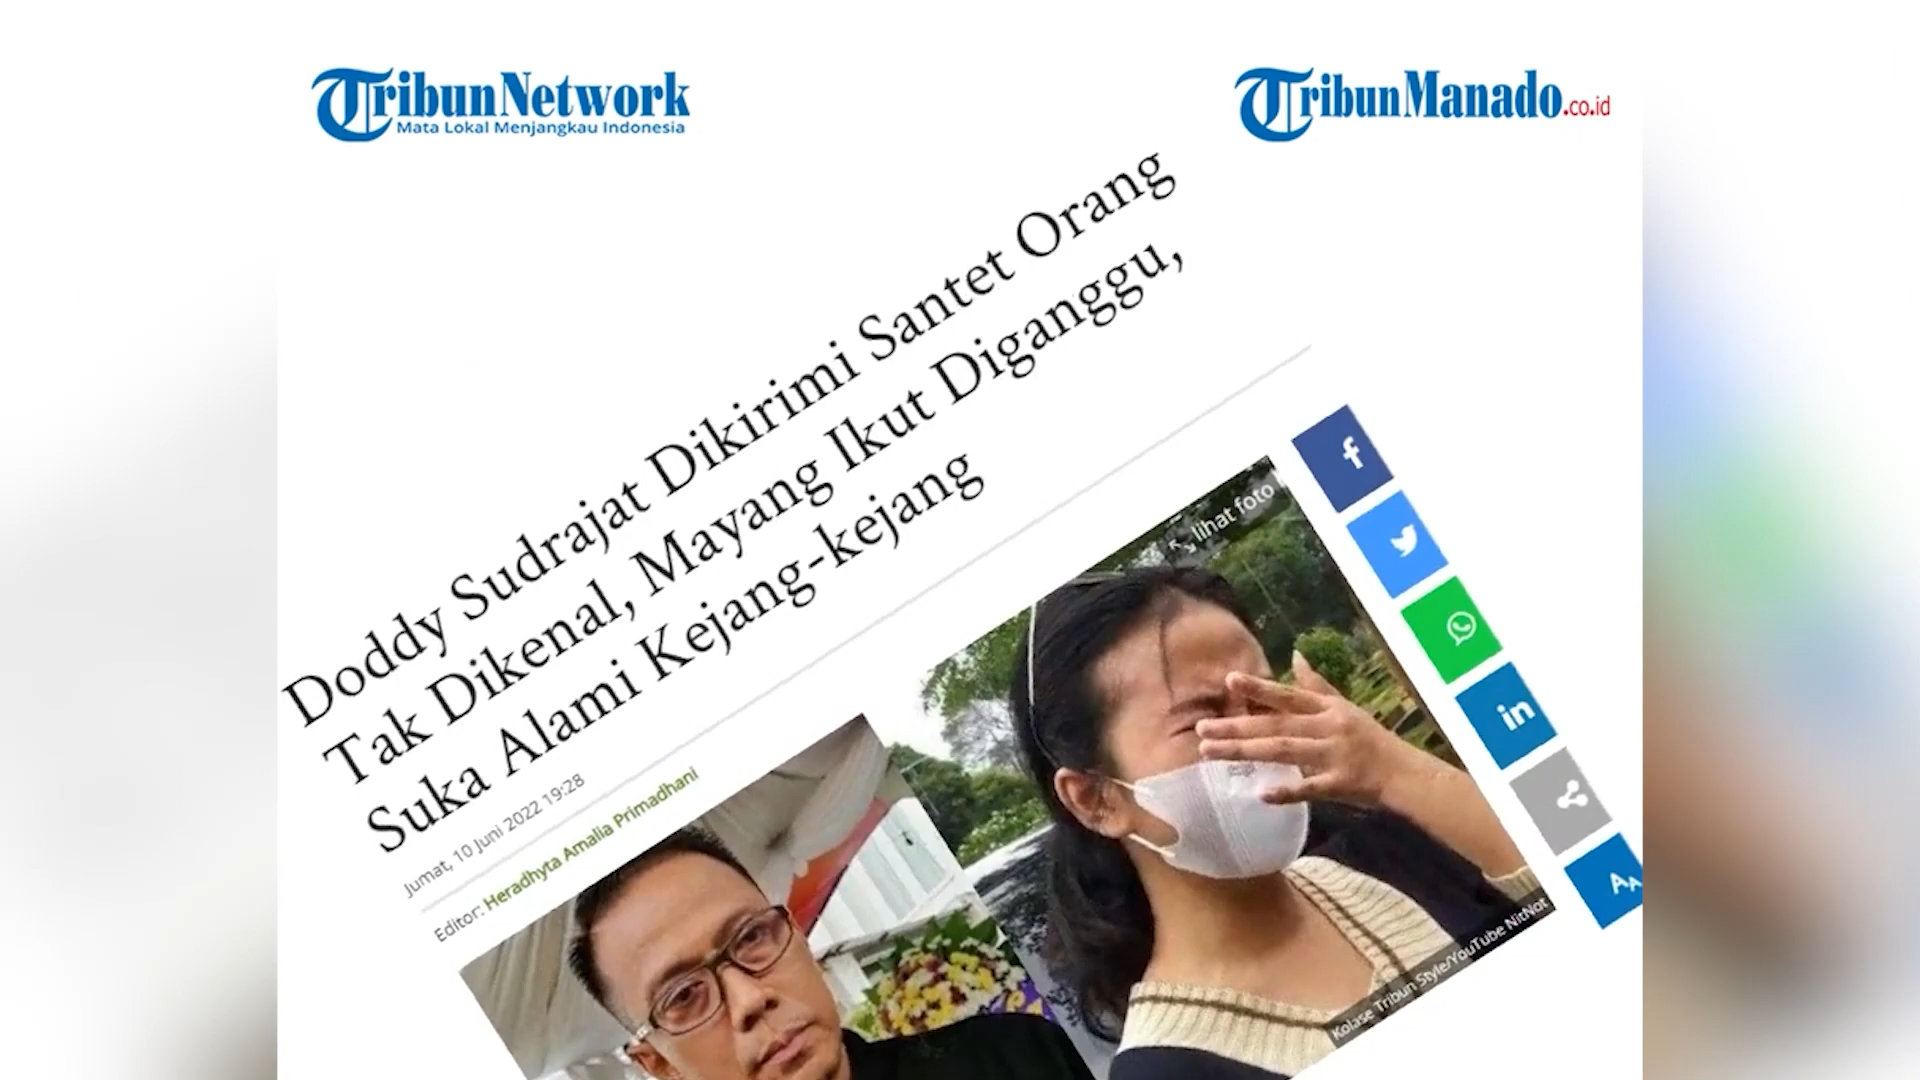 TribunNetwork
Mata Lokal Menjangkau Indonesia
TribunManado.co.id
Doddy Sudrajat Dikirimi Santet Orang
Tak Dikenal, Mayang Ikut Diganggu,
Suka Alami Kejang-kejang
Jumat, 10 Juni 2022 19:28
Editor: Heradhyta Amalia Primadhani
lihat foto
Kolase Tribun Style/YouTube NitNot
f
in
AA